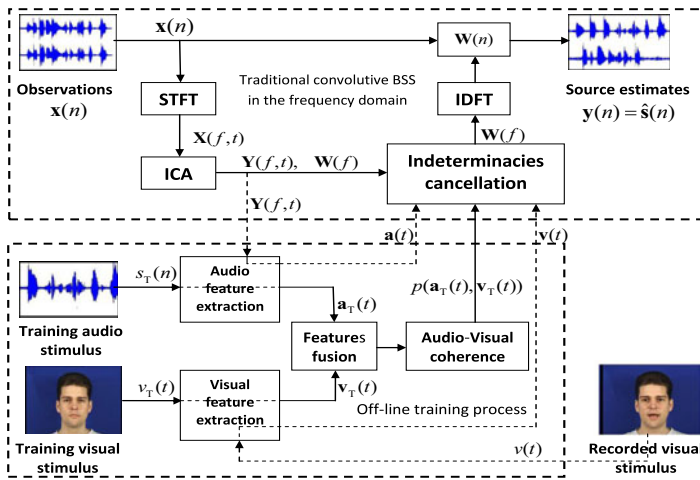 x(n)
W(n)
Observations
x(n)
Traditional convolutive BSS
in the frequency domain
Source estimates
y(n) = ŝ(n)
STFT
IDFT
X(f,t)
W(f)
ICA
Y(f,t), W(f)
Indeterminacies
cancellation
Y(f,t)
a(t)
v(t)
s_T(n)
Audio
feature
extraction
a_T(t)
p(a_T(t), v_T(t))
Training audio
stimulus
Features
fusion
Audio-Visual
coherence
v_T(t)
Visual
feature
extraction
v_T(t)
Off-line training process
Training visual
stimulus
v(t)
Recorded visual
stimulus